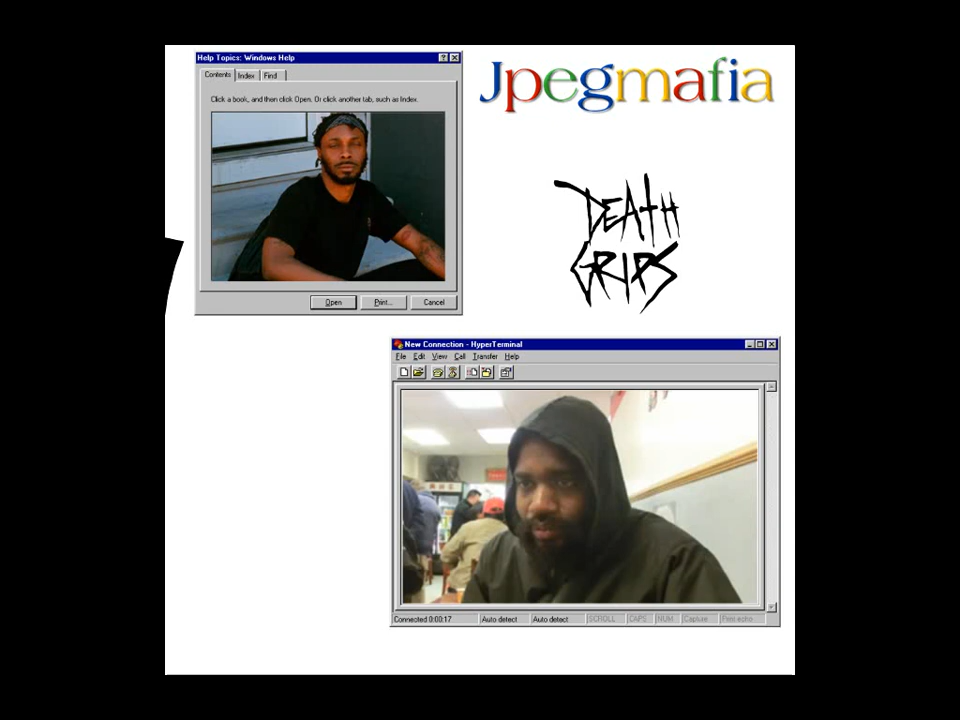 Help Topics: Windows Help
Contents Index Find
Click a book, and then click Open. Or click another tab, such as Index.
Open Print... Cancel
Jpegmafia
DEATH
GRIPS
New Connection - HyperTerminal
File Edit View Call Transfer Help
Connected 0:00:17 Auto detect Auto detect SCROLL CAPS NUM Capture Print echo